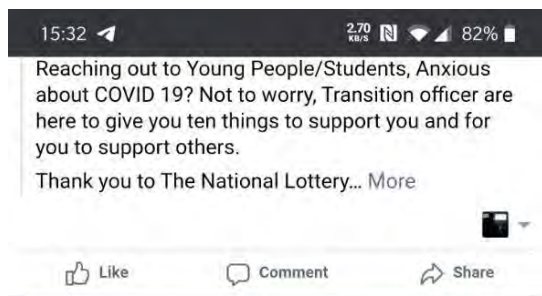 15:32 2.70 KB/S 82%
Reaching out to Young People/Students, Anxious
about COVID 19? Not to worry, Transition officer are
here to give you ten things to support you and for
you to support others.
Thank you to The National Lottery... More
Like Comment Share